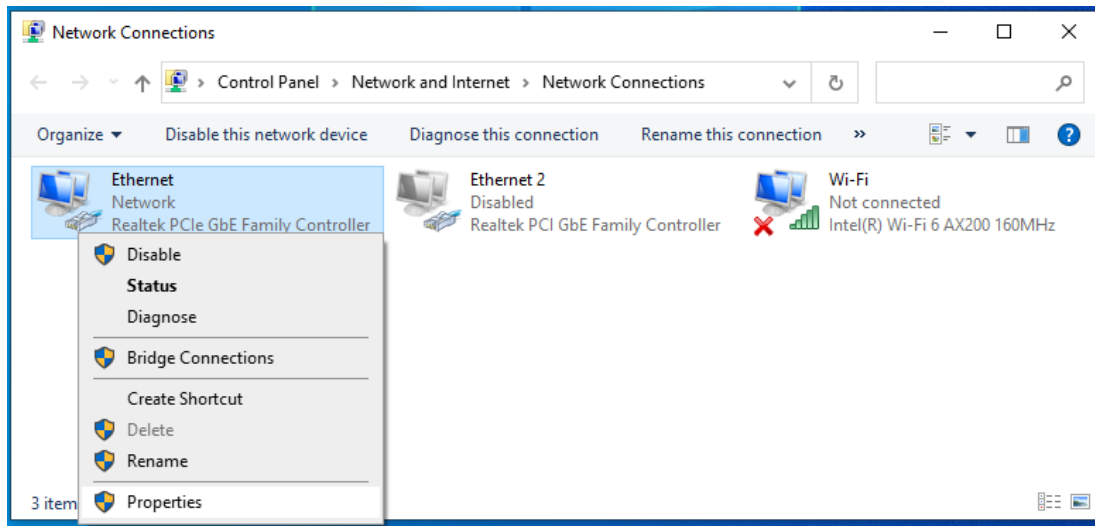 Network Connections
Control Panel > Network and Internet > Network Connections
Organize Disable this network device Diagnose this connection Rename this connection »
Ethernet
Network
Realtek PCIe GbE Family Controller
Ethernet 2
Disabled
Realtek PCI GbE Family Controller
Wi-Fi
Not connected
Intel(R) Wi-Fi 6 AX200 160MHz
Disable
Status
Diagnose
Bridge Connections
Create Shortcut
Delete
Rename
Properties
3 item